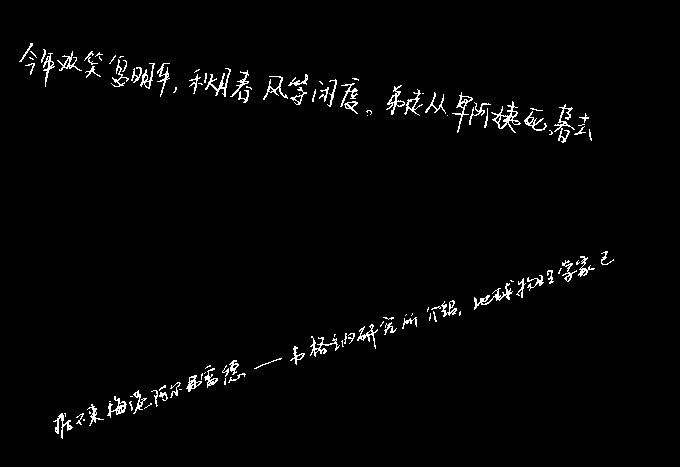 今年欢笑复明年,秋月春风等闲度。弟走从军阿姨死,暮去
据不来梅港阿尔弗雷德——韦格纳研究所介绍,地球物理学家已